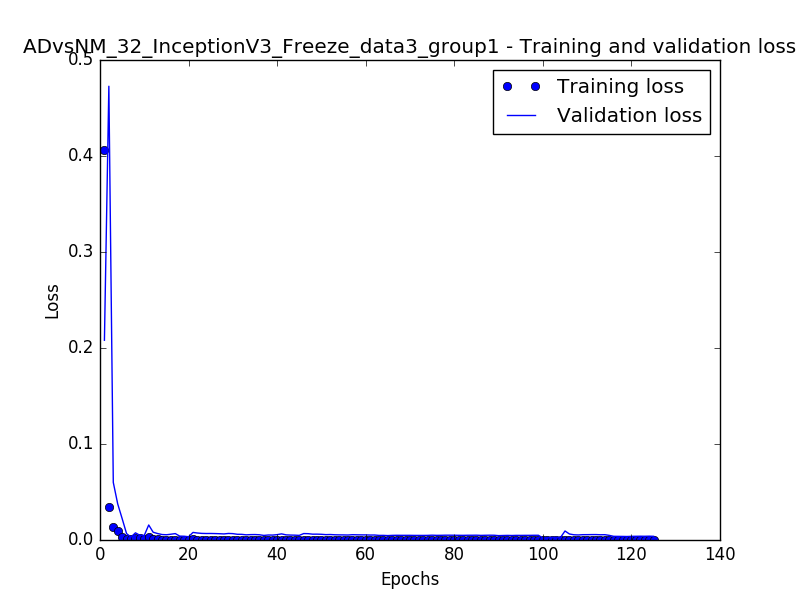 ADvsNM_32_InceptionV3_Freeze_data3_group1 - Training and validation loss
Training loss
Validation loss
0.5
0.4
0.3
0.2
0.1
0.0
Loss
0 20 40 60 80 100 120 140
Epochs